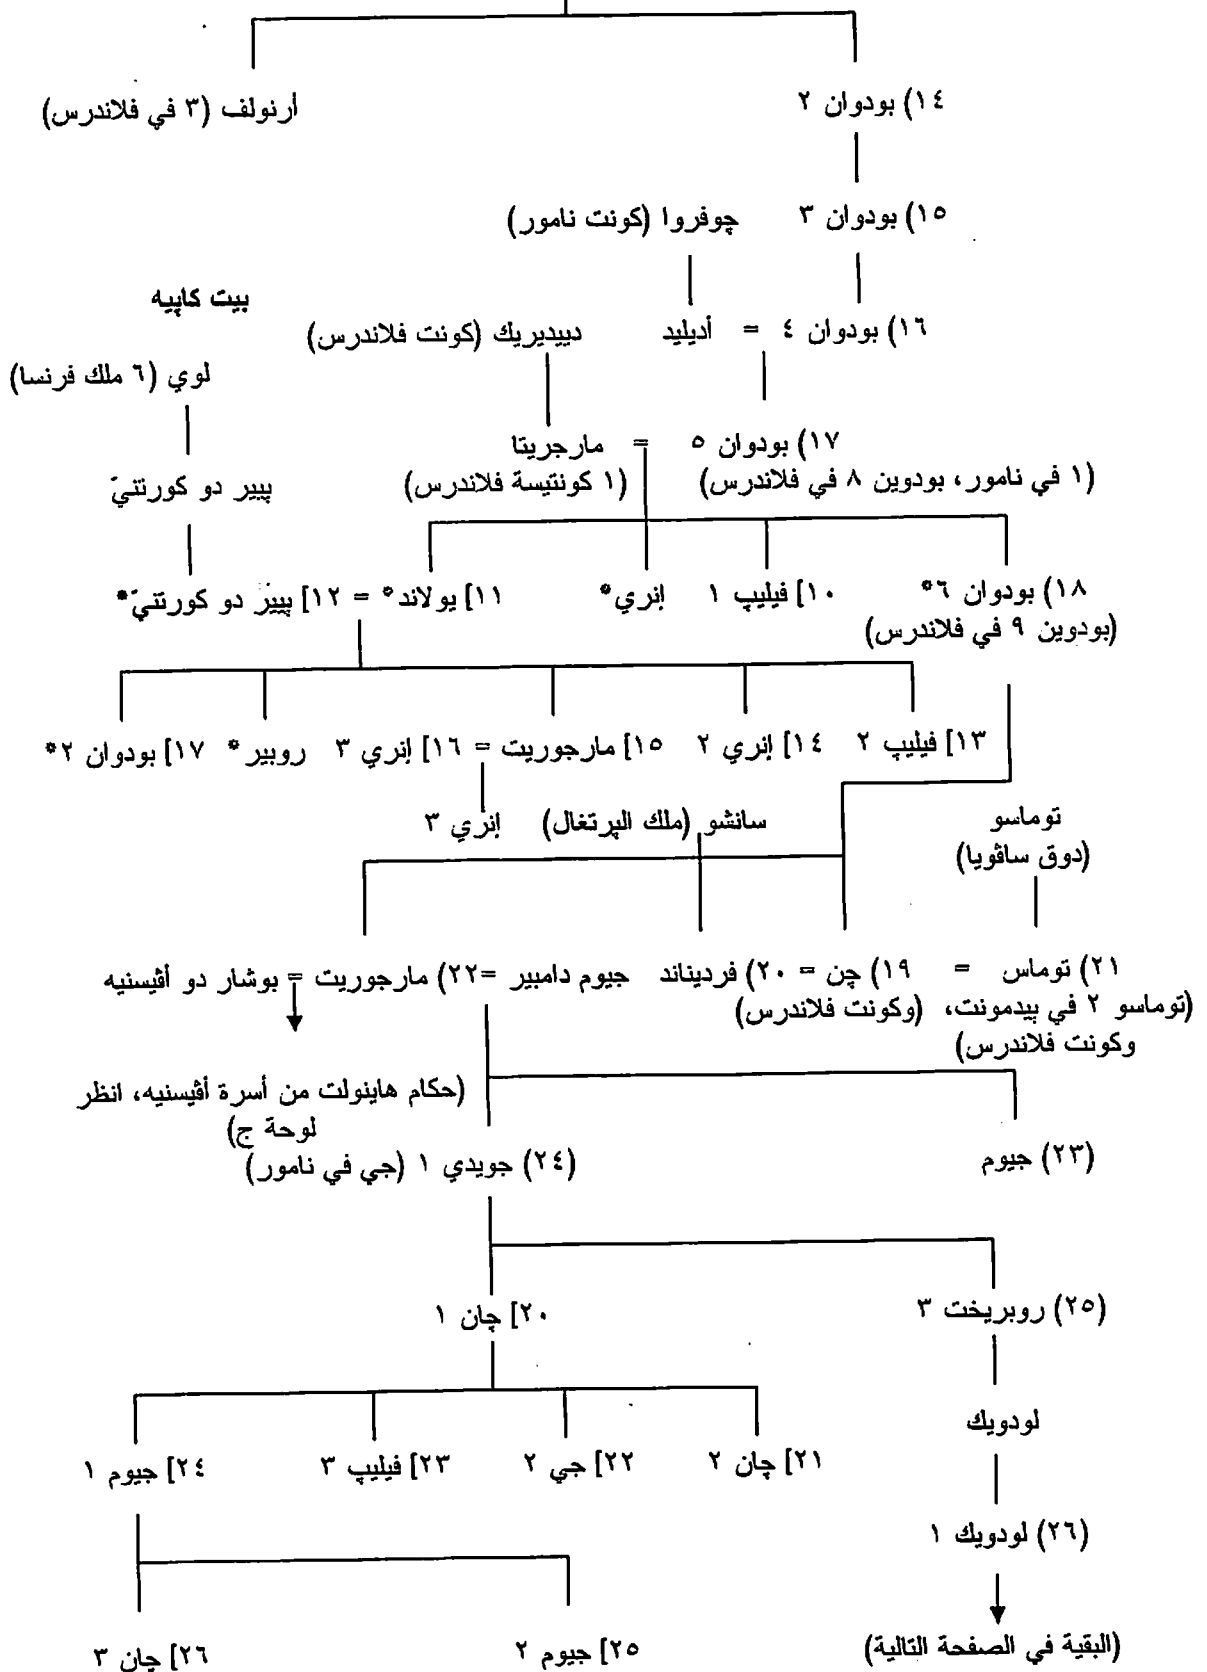 ١٤) بودوان ٢ أرنولف (٣ في فلاندرس)
١٥) بودوان ٣ چوفروا (كونت نامور)
بيت كاپيه
١٦) بودوان ٤ = أديليد دييديريك (كونت فلاندرس)
لوي (٦ ملك فرنسا)
١٧) بودوان ٥ = مارجريتا
(١ في نامور، بودوين ٨ في فلاندرس) (١ كونتيسة فلاندرس) پيير دو كورتنيّ
١٨) بودوان ٦* ١٠] فيليپ ١ إنري* ١١] يولاند* = ١٢] پيير دو كورتنيّ*
(بودوين ٩ في فلاندرس)
١٣] فيليپ ٢ ١٤] إنري ٢ ١٥] مارجوريت = ١٦] إنري ٣ روبير* ١٧] بودوان ٢*
توماسو سانشو (ملك الپرتغال) إنري ٣
(دوق ساڤويا)
٢١) توماس = ١٩) چن = ٢٠) فرديناند جيوم دامبير =٢٢) مارجوريت = بوشار دو أڤيسنيه
(توماسو ٢ في بيدمونت، (وكونت فلاندرس)
وكونت فلاندرس)
(حكام هاينولت من أسرة أڤيسنيه، انظر
لوحة ج)
(٢٣) جيوم (٢٤) جويدي ١ (جي في نامور)
(٢٥) روبريخت ٣ ٢٠] چان ١
لودويك
٢١] چان ٢ ٢٢] جي ٢ ٢٣] فيليپ ٣ ٢٤] جيوم ١
(٢٦) لودويك ١
(البقية في الصفحة التالية) ٢٥] جيوم ٢ ٢٦] چان ٣